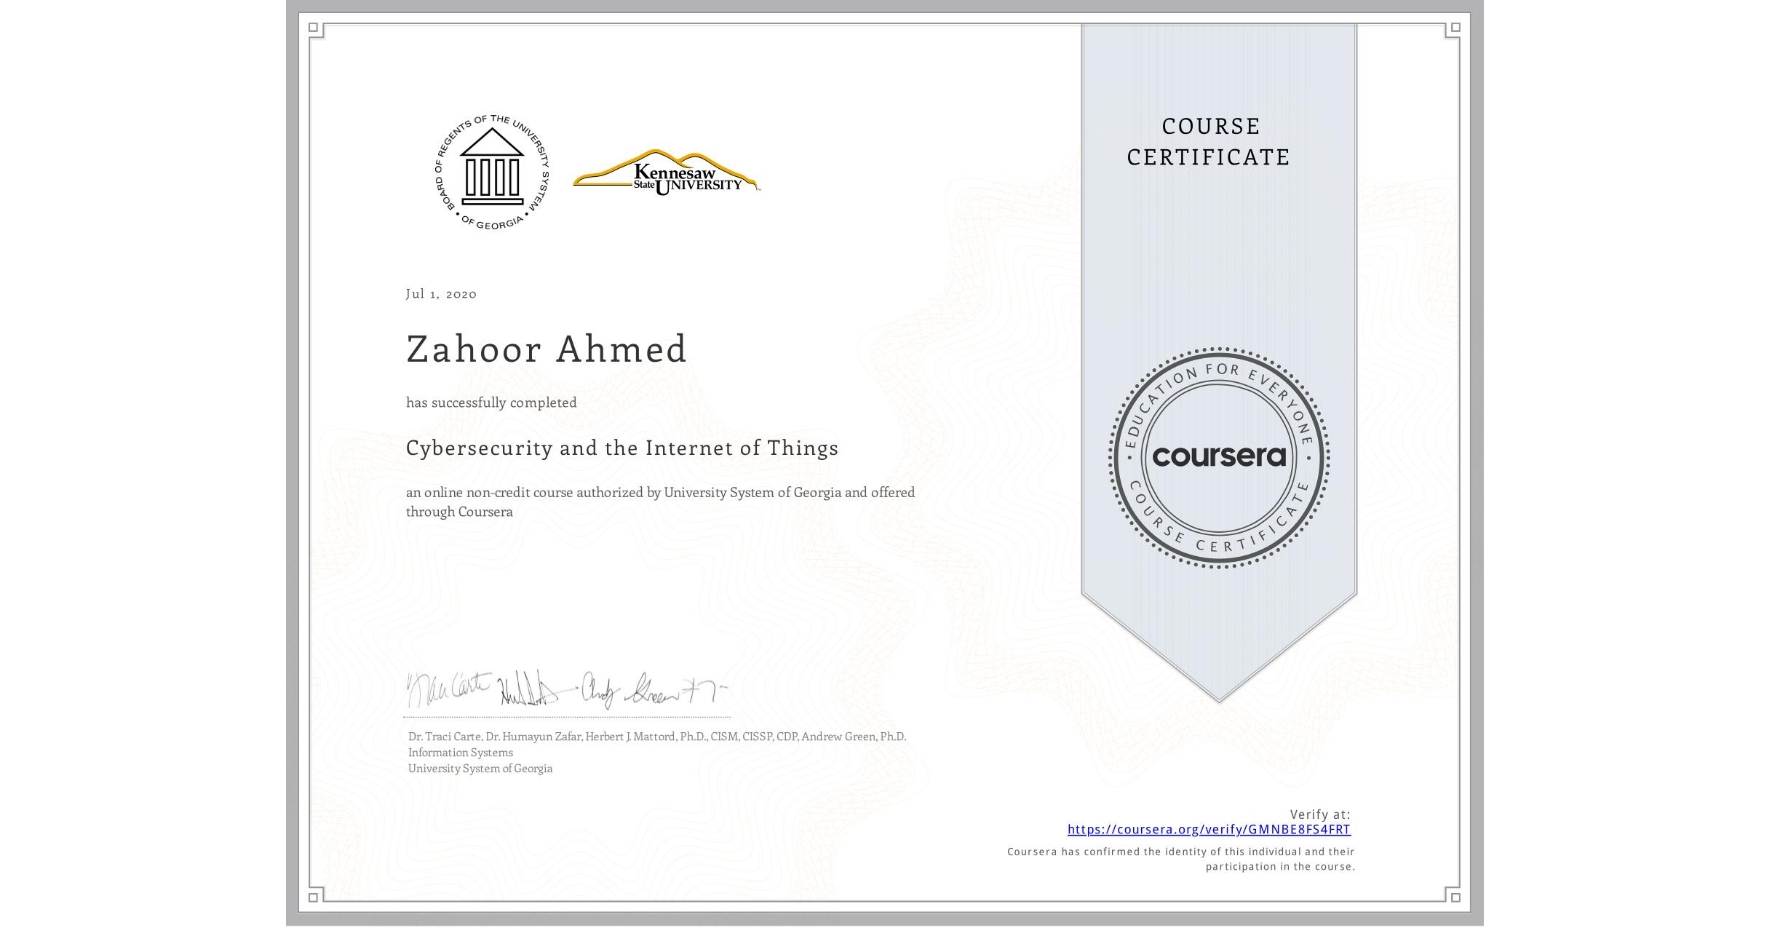 BOARD OF REGENTS OF THE UNIVERSITY SYSTEM
• OF GEORGIA •
Kennesaw
State UNIVERSITY
COURSE
CERTIFICATE
Jul 1, 2020
Zahoor Ahmed
has successfully completed
Cybersecurity and the Internet of Things
an online non-credit course authorized by University System of Georgia and offered
through Coursera
EDUCATION FOR EVERYONE
coursera
COURSE CERTIFICATE
Dr. Traci Carte, Dr. Humayun Zafar, Herbert J. Mattord, Ph.D., CISM, CISSP, CDP, Andrew Green, Ph.D.
Information Systems
University System of Georgia
Verify at:
https://coursera.org/verify/GMNBE8FS4FRT
Coursera has confirmed the identity of this individual and their
participation in the course.